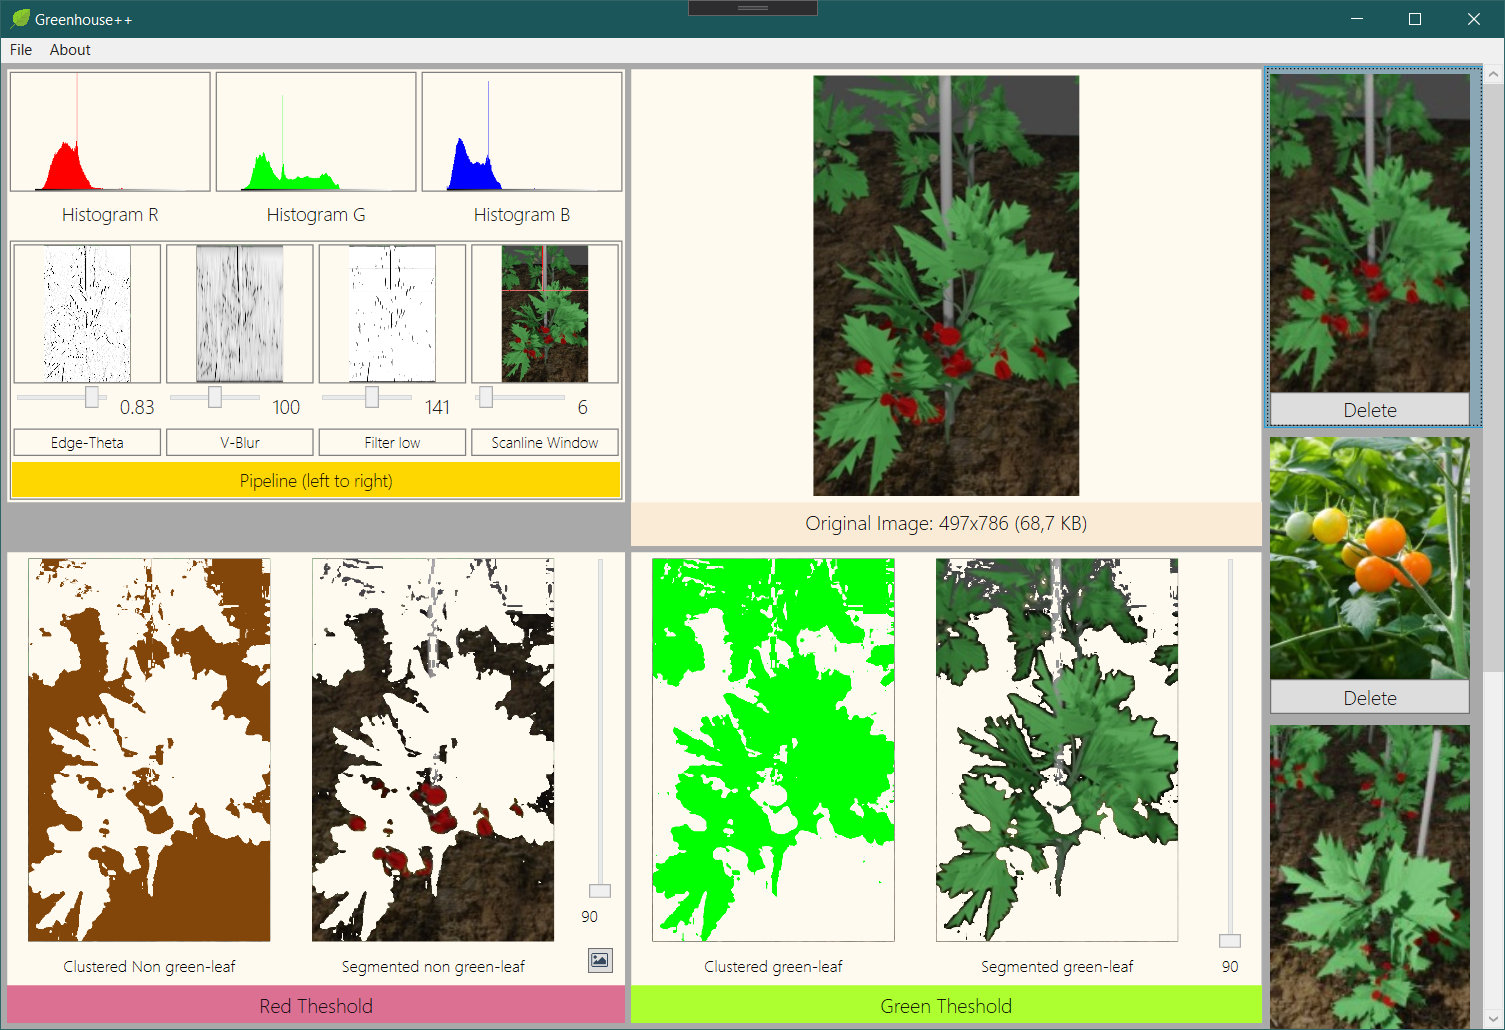 Greenhouse++
File About
Histogram R
Histogram G
Histogram B
0.83
100
141
6
Edge-Theta
V-Blur
Filter low
Scanline Window
Pipeline (left to right)
Original Image: 497x786 (68,7 KB)
Delete
Delete
90
Clustered Non green-leaf
Segmented non green-leaf
Red Theshold
Clustered green-leaf
Segmented green-leaf
90
Green Theshold